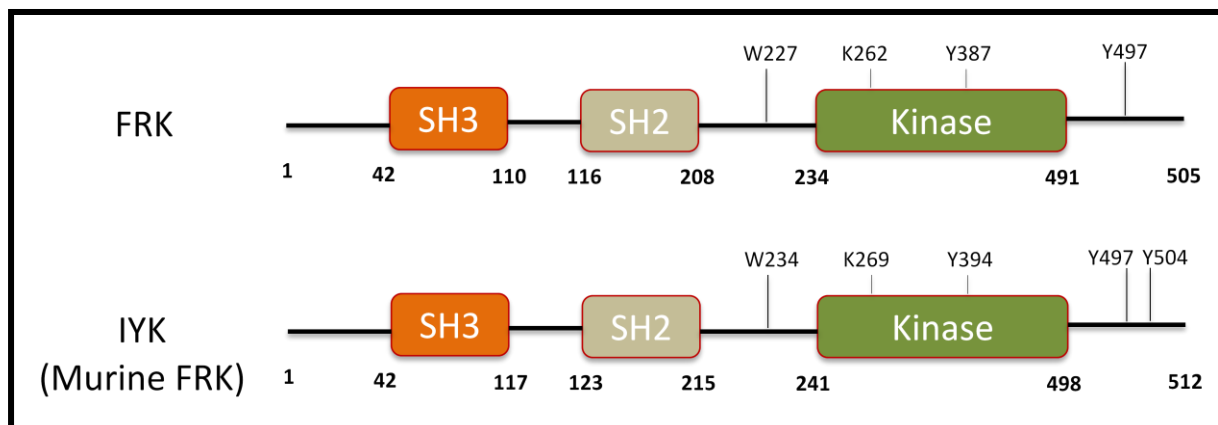 W227 K262 Y387 Y497
FRK SH3 SH2 Kinase
1 42 110 116 208 234 491 505
W234 K269 Y394 Y497 Y504
IYK SH3 SH2 Kinase
(Murine FRK)
1 42 117 123 215 241 498 512